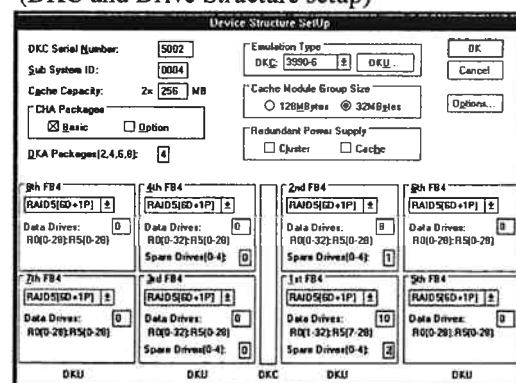 (DKC and Drive Structure setup)
Device Structure SetUp
DKC Serial Number: 5002
Sub System ID: 0004
Cache Capacity: 2x 256 MB
CHA Packages
Basic Option
DKA Packages(2,4,6,8): 4
Emulation Type
DKC: 3990-6 DKU...
Cache Module Group Size
128MBytes 32MBytes
Redundant Power Supply
Cluster Cache
OK
Cancel
Options...
8th FB4
RAID5[6D+1P]
Data Drives: 0
R0(0-28):R5(0-28)
4th FB4
RAID5[6D+1P]
Data Drives: 0
R0(0-32):R5(0-28)
Spare Drives(0-4): 0
2nd FB4
RAID5[6D+1P]
Data Drives: 8
R0(0-32):R5(0-28)
Spare Drives(0-4): 1
RAID5[6D+1P]
Data Drives: 0
R0(0-28):R5(0-28)
7th FB4
RAID5[6D+1P]
Data Drives: 0
R0(0-28):R5(0-28)
3rd FB4
RAID5[6D+1P]
Data Drives: 0
R0(0-32):R5(0-28)
Spare Drives(0-4): 0
1st FB4
RAID5[6D+1P]
Data Drives: 10
R0(1-32):R5(7-28)
Spare Drives(0-4): 2
5th FB4
RAID5[6D+1P]
Data Drives: 0
R0(0-28):R5(0-28)
DKU DKU DKC DKU DKU